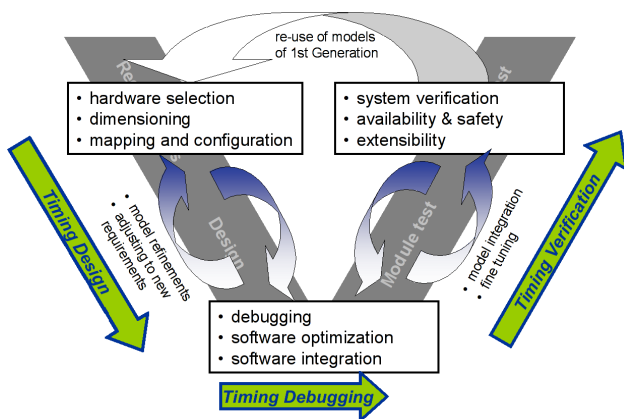 re-use of models
of 1st Generation
• hardware selection
• dimensioning
• mapping and configuration
• system verification
• availability & safety
• extensibility
Timing Design
• model refinements
• adjusting to new
requirements
Design
Module test
• model integration
• fine tuning
Timing Verification
• debugging
• software optimization
• software integration
Timing Debugging